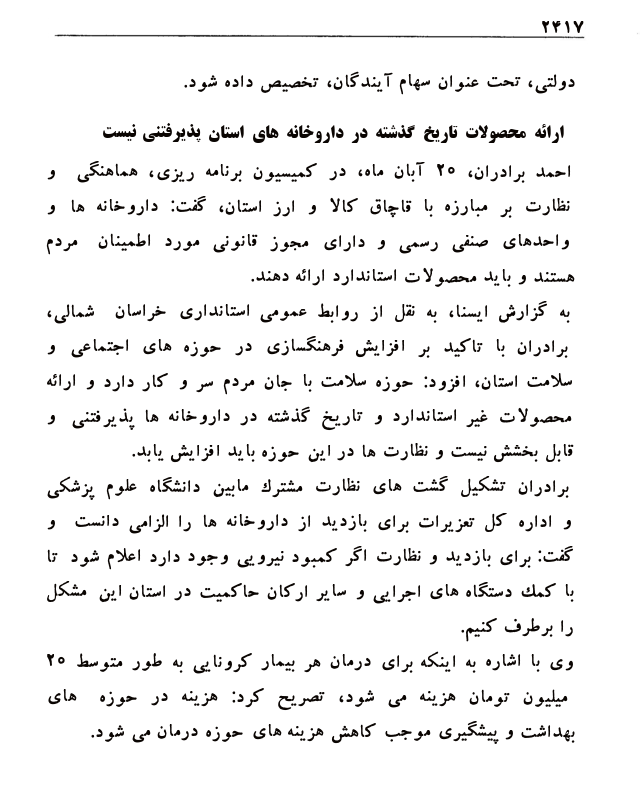 ۲۴۱۷
دولتی، تحت عنوان سهام آیندگان، تخصیص داده شود.
ارائه محصولات تاریخ گذشته در داروخانه های استان پذیرفتنی نیست
احمد برادران، ۲۰ آبان ماه، در کمیسیون برنامه ریزی، هماهنگی و
نظارت بر مبارزه با قاچاق کالا و ارز استان، گفت: داروخانه ها و
واحدهای صنفی رسمی و دارای مجوز قانونی مورد اطمینان مردم
هستند و باید محصولات استاندارد ارائه دهند.
به گزارش ایسنا، به نقل از روابط عمومی استانداری خراسان شمالی،
برادران با تاکید بر افزایش فرهنگسازی در حوزه های اجتماعی و
سلامت استان، افزود: حوزه سلامت با جان مردم سر و کار دارد و ارائه
محصولات غیر استاندارد و تاریخ گذشته در داروخانه ها پذیرفتنی و
قابل بخشش نیست و نظارت ها در این حوزه باید افزایش یابد.
برادران تشکیل گشت های نظارت مشترك مابین دانشگاه علوم پزشکی
و اداره کل تعزیرات برای بازدید از داروخانه ها را الزامی دانست و
گفت: برای بازدید و نظارت اگر کمبود نیرویی وجود دارد اعلام شود تا
با کمك دستگاه های اجرایی و سایر ارکان حاکمیت در استان این مشکل
را برطرف کنیم.
وی با اشاره به اینکه برای درمان هر بیمار کرونایی به طور متوسط ۲۰
میلیون تومان هزینه می شود، تصریح کرد: هزینه در حوزه های
بهداشت و پیشگیری موجب کاهش هزینه های حوزه درمان می شود.